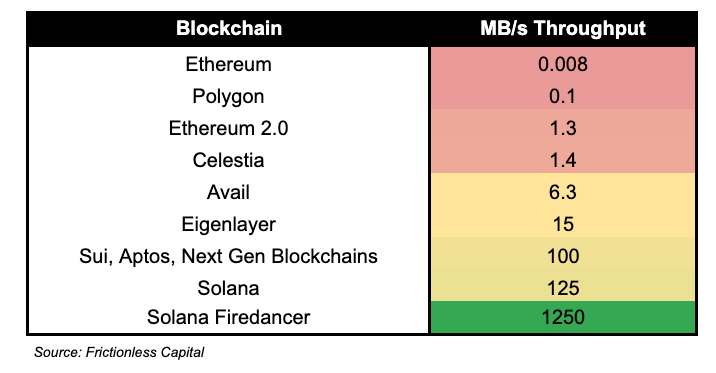 Blockchain MB/s Throughput
Ethereum 0.008
Polygon 0.1
Ethereum 2.0 1.3
Celestia 1.4
Avail 6.3
Eigenlayer 15
Sui, Aptos, Next Gen Blockchains 100
Solana 125
Solana Firedancer 1250
Source: Frictionless Capital